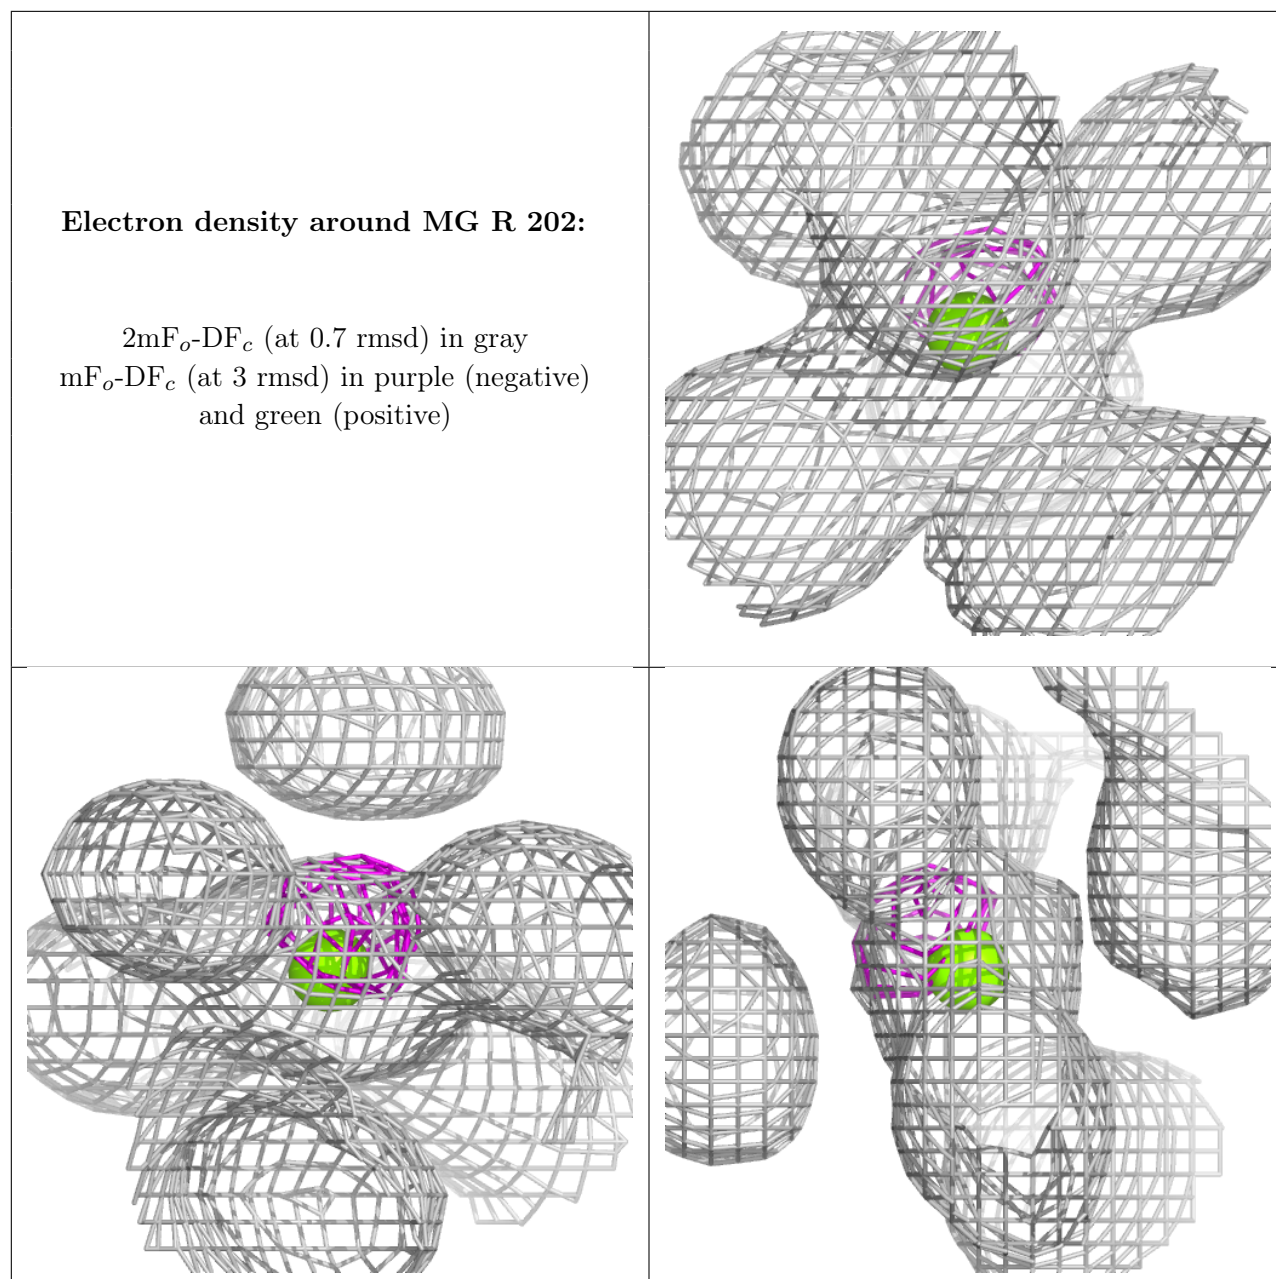 Electron density around MG R 202:
2mFo-DFc (at 0.7 rmsd) in gray
mFo-DFc (at 3 rmsd) in purple (negative)
and green (positive)